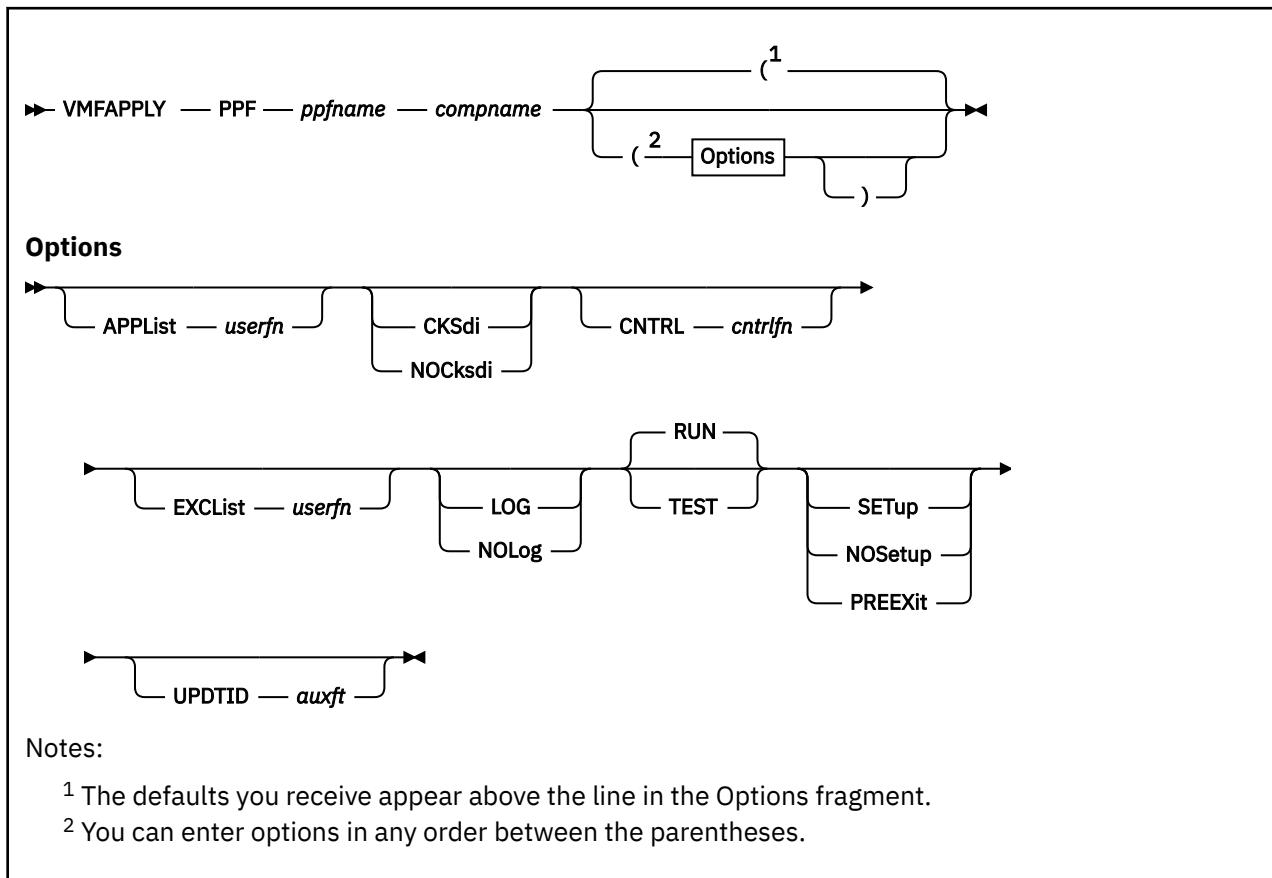 ( 1
VMFAPPLY PPF ppfname compname
( 2 Options
)
Options
APPList userfn CKSdi CNTRL cntrlfn
NOCksdi
RUN
EXCList userfn LOG TEST SETup
NOLog NOSetup
PREEXit
UPDTID auxft
Notes:
1 The defaults you receive appear above the line in the Options fragment.
2 You can enter options in any order between the parentheses.